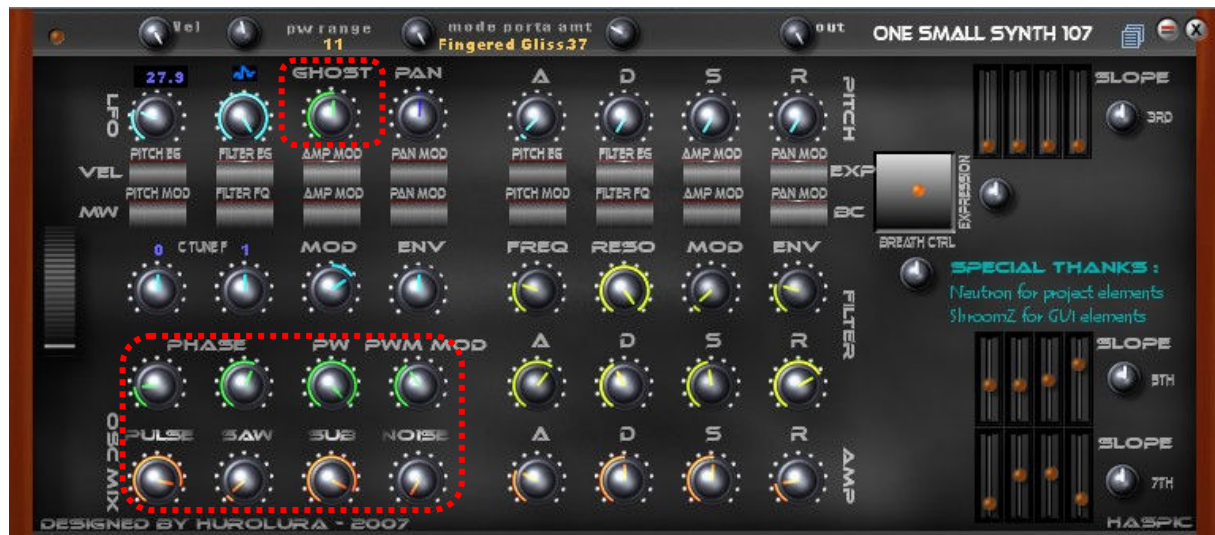 Vel pw range mode porta amt out ONE SMALL SYNTH 107
11 Fingered Gliss.37
27.9 GHOST PAN A D S R SLOPE
LFO PITCH 3RD
PITCH EG FILTER EG AMP MOD PAN MOD PITCH EG FILTER EG AMP MOD PAN MOD
VEL EXP
PITCH MOD FILTER FQ AMP MOD PAN MOD PITCH MOD FILTER FQ AMP MOD PAN MOD
MW BC EXPRESSION
0 C TUNE F 1 MOD ENV FREQ RESO MOD ENV BREATH CTRL
SPECIAL THANKS :
Neutron for project elements
ShroomZ for GUI elements
FILTER
PHASE PW PWM MOD A D S R SLOPE
5TH
PULSE SAW SUB NOISE A D S R SLOPE
OSC MIX AMP 7TH
DESIGNED BY HUROLURA - 2007 HASPIC